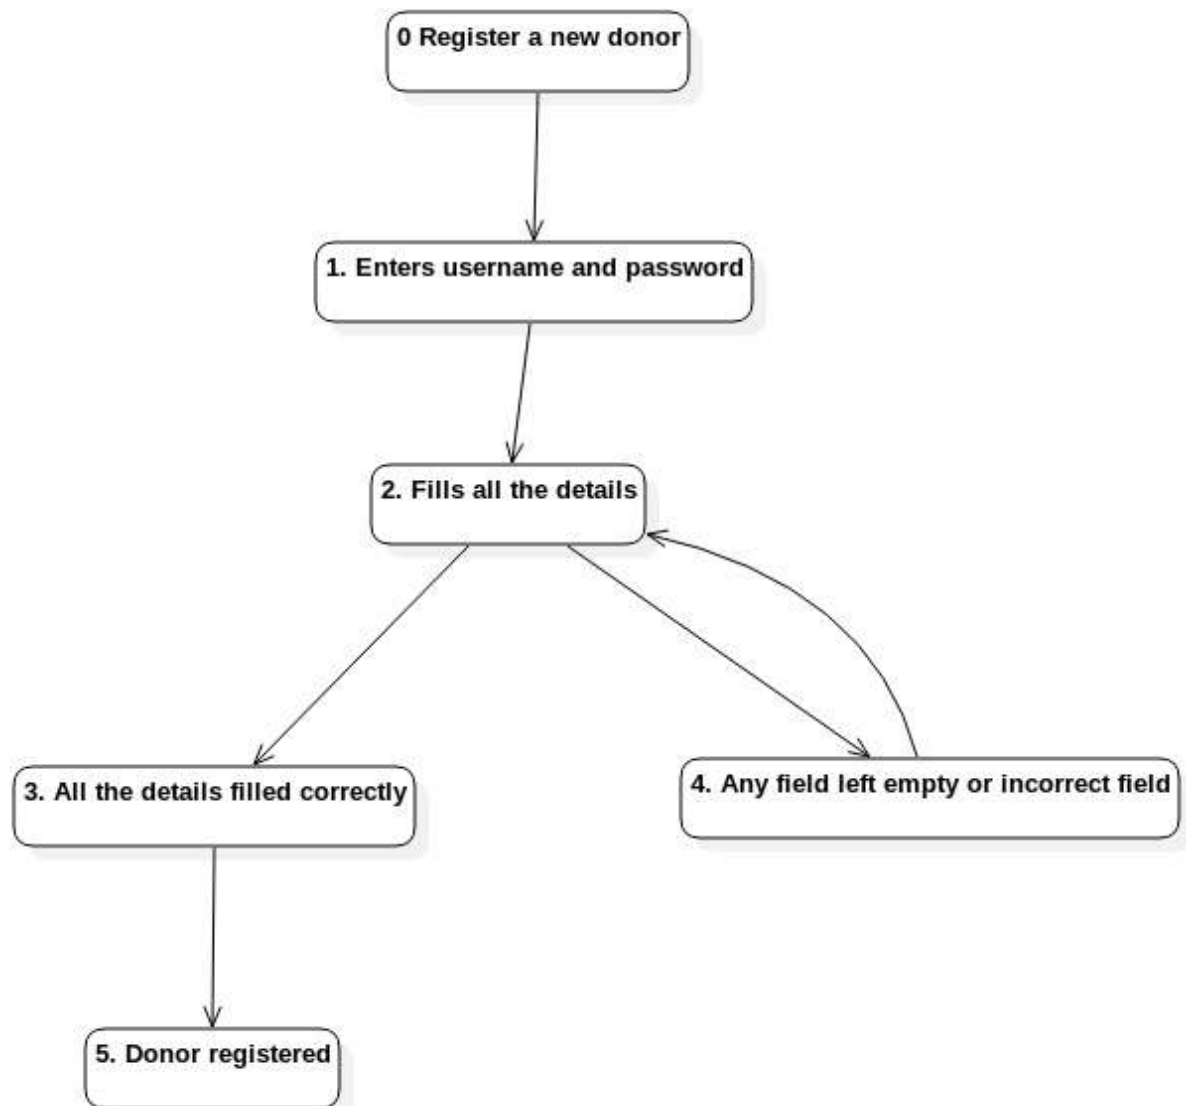 0 Register a new donor
1. Enters username and password
2. Fills all the details
3. All the details filled correctly
4. Any field left empty or incorrect field
5. Donor registered